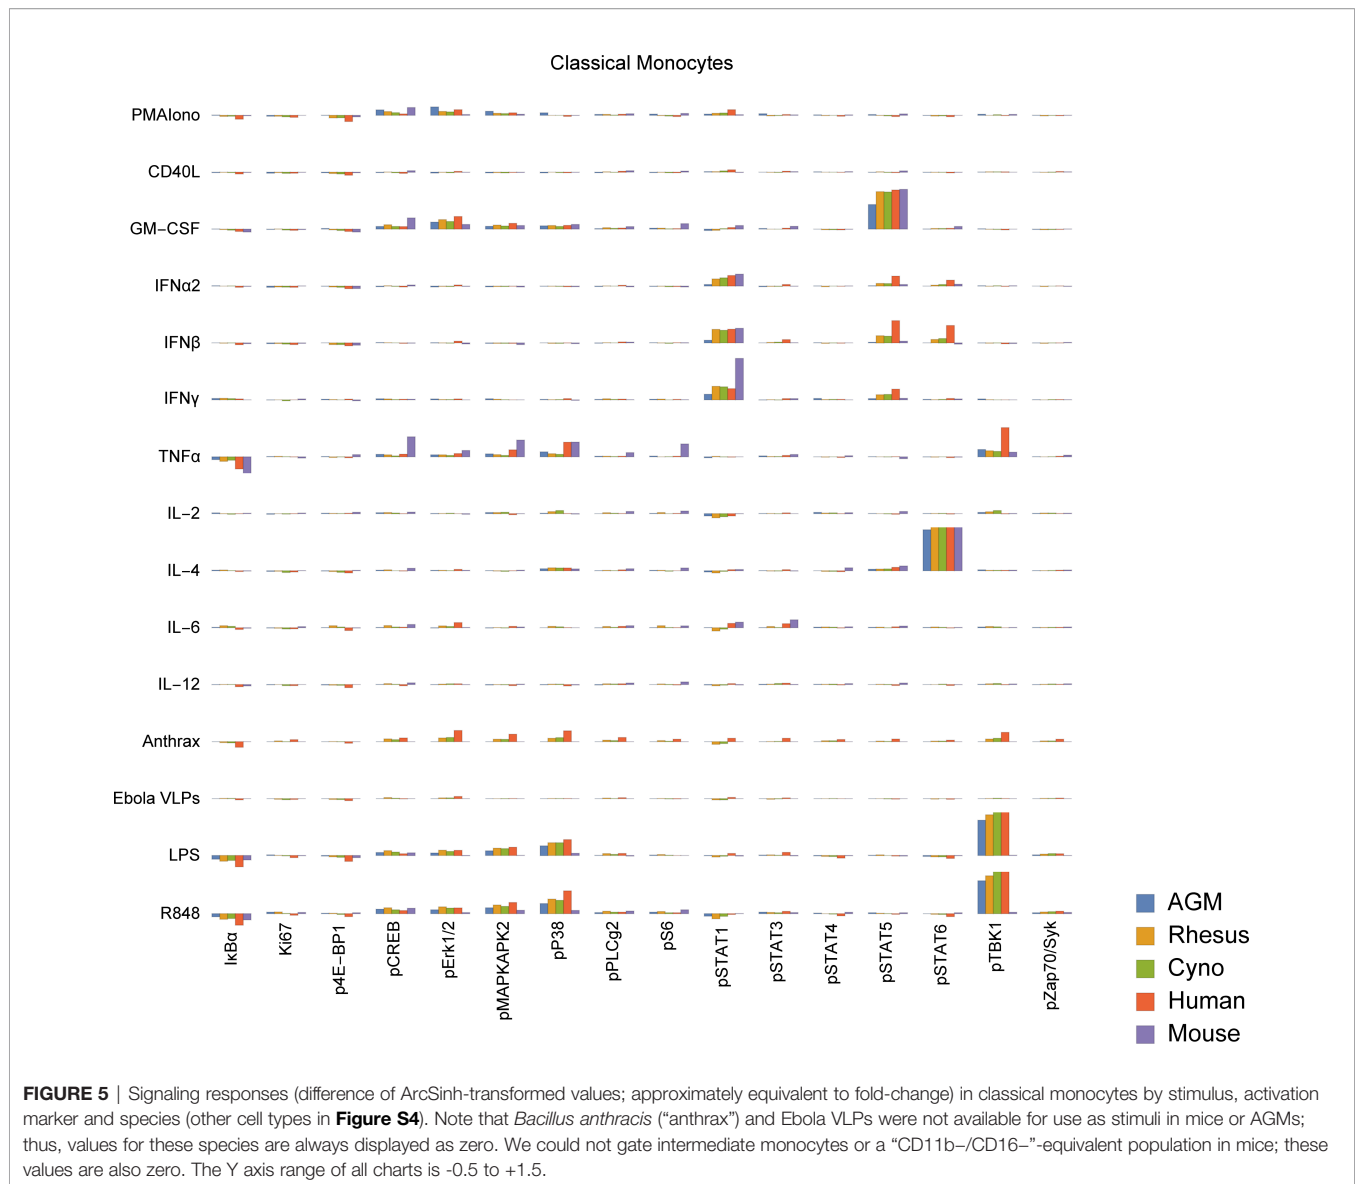 Classical Monocytes
PMAIono
CD40L
GM−CSF
IFNα2
IFNβ
IFNγ
TNFα
IL−2
IL−4
IL−6
IL−12
Anthrax
Ebola VLPs
LPS
R848
IκBα
Ki67
p4E−BP1
pCREB
pErk1/2
pMAPKAPK2
pP38
pPLCg2
pS6
pSTAT1
pSTAT3
pSTAT4
pSTAT5
pSTAT6
pTBK1
pZap70/Syk
AGM
Rhesus
Cyno
Human
Mouse
FIGURE 5 | Signaling responses (difference of ArcSinh-transformed values; approximately equivalent to fold-change) in classical monocytes by stimulus, activation
marker and species (other cell types in Figure S4). Note that Bacillus anthracis (“anthrax”) and Ebola VLPs were not available for use as stimuli in mice or AGMs;
thus, values for these species are always displayed as zero. We could not gate intermediate monocytes or a “CD11b−/CD16−”-equivalent population in mice; these
values are also zero. The Y axis range of all charts is -0.5 to +1.5.